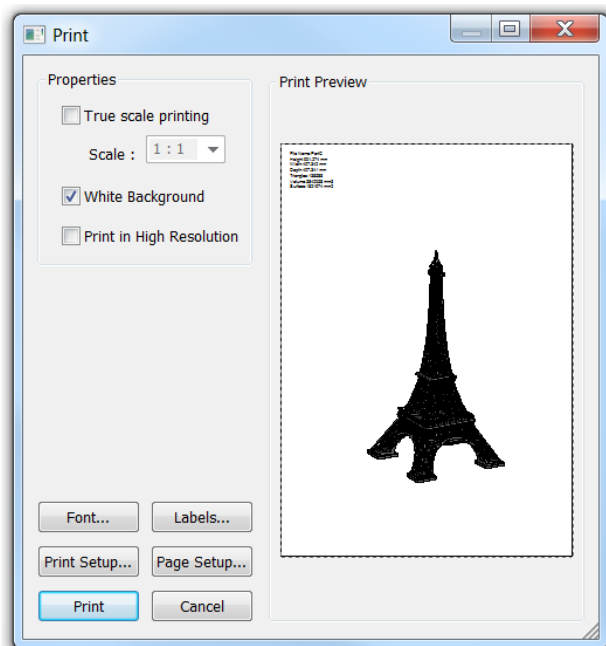 Print
Properties
True scale printing
Scale :
1 : 1
White Background
Print in High Resolution
Font...
Labels...
Print Setup...
Page Setup...
Print
Cancel
Print Preview